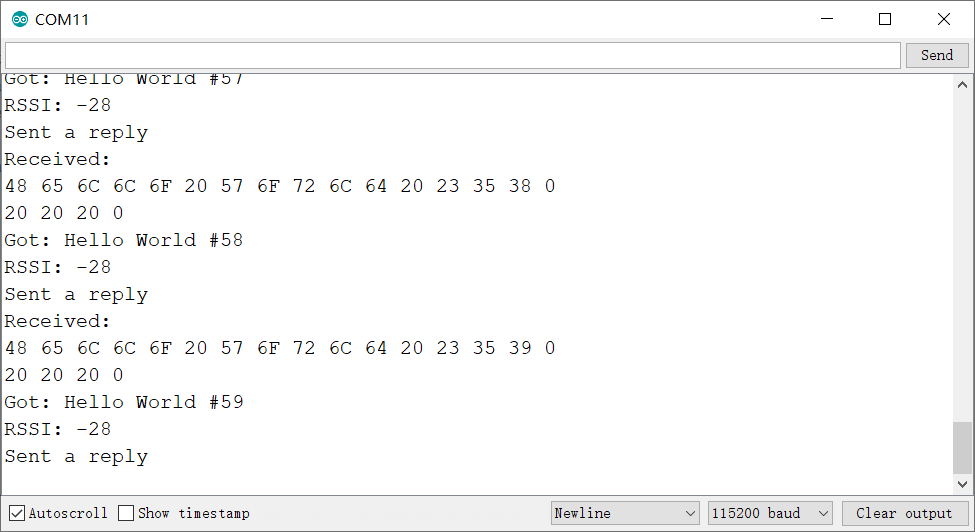 COM11
Send
Got: Hello World #57
RSSI: -28
Sent a reply
Received:
48 65 6C 6C 6F 20 57 6F 72 6C 64 20 23 35 38 0
20 20 20 0
Got: Hello World #58
RSSI: -28
Sent a reply
Received:
48 65 6C 6C 6F 20 57 6F 72 6C 64 20 23 35 39 0
20 20 20 0
Got: Hello World #59
RSSI: -28
Sent a reply
Autoscroll Show timestamp Newline 115200 baud Clear output